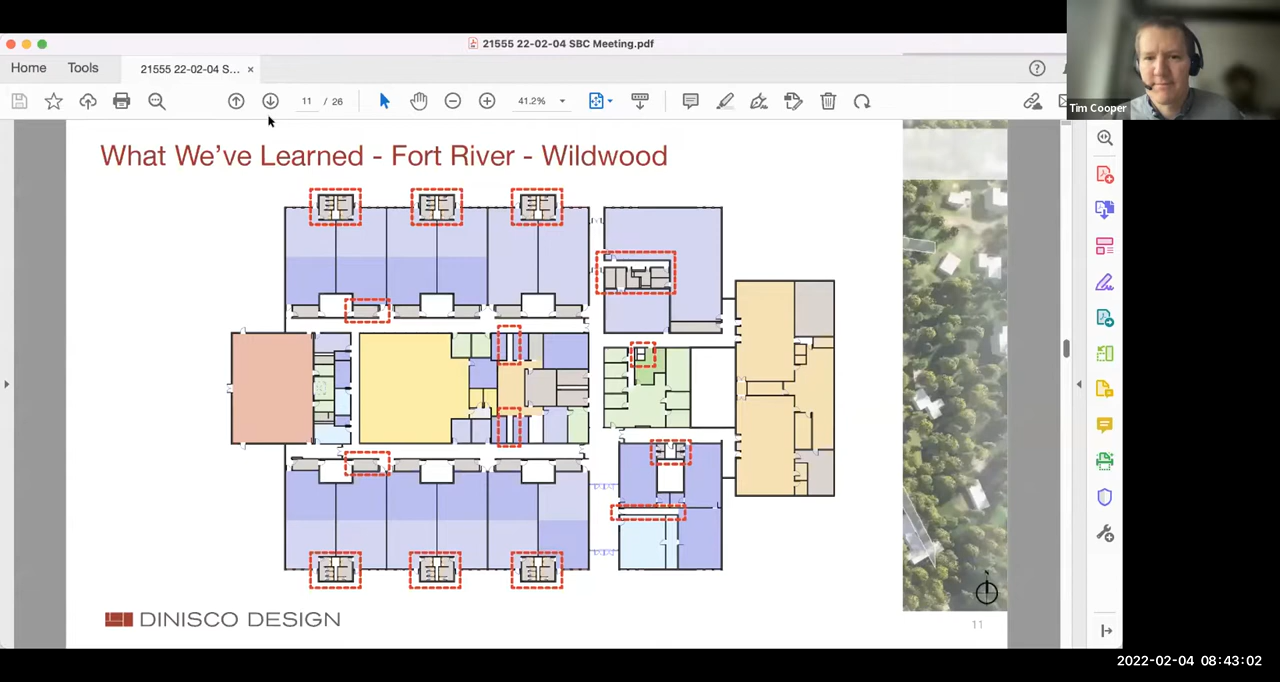 21555 22-02-04 SBC Meeting.pdf
Home
Tools
21555 22-02-04 S... ×
11 / 26
41.2%
Tim Cooper
What We've Learned - Fort River - Wildwood
DINISCO DESIGN
11
2022-02-04 08:43:02